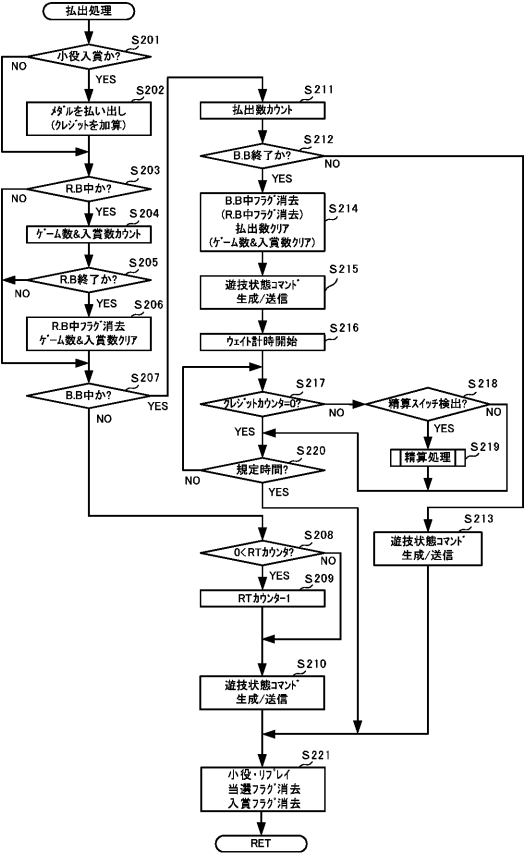 払出処理
S201
小役入賞か?
NO
YES
S202
ﾒﾀﾞﾙを払い出し
(ｸﾚｼﾞｯﾄを加算)
S203
R.B中か?
NO
YES
S204
ｹﾞｰﾑ数&入賞数ｶｳﾝﾄ
S205
R.B終了か?
NO
YES
S206
R.B中ﾌﾗｸﾞ消去
ｹﾞｰﾑ数&入賞数ｸﾘｱ
S207
B.B中か?
YES
NO
S211
払出数ｶｳﾝﾄ
S212
B.B終了か?
NO
YES
S214
B.B中ﾌﾗｸﾞ消去
(R.B中ﾌﾗｸﾞ消去)
払出数ｸﾘｱ
(ｹﾞｰﾑ数&入賞数ｸﾘｱ)
S215
遊技状態ｺﾏﾝﾄﾞ
生成/送信
S216
ｳｪｲﾄ計時開始
S217
ｸﾚｼﾞｯﾄｶｳﾝﾀ=0?
NO
YES
S218
精算ｽｲｯﾁ検出?
NO
YES
S219
精算処理
S220
規定時間?
NO
YES
S213
遊技状態ｺﾏﾝﾄﾞ
生成/送信
S208
0<RTｶｳﾝﾀ?
NO
YES
S209
RTｶｳﾝﾀ-1
S210
遊技状態ｺﾏﾝﾄﾞ
生成/送信
S221
小役・ﾘﾌﾟﾚｲ
当選ﾌﾗｸﾞ消去
入賞ﾌﾗｸﾞ消去
RET